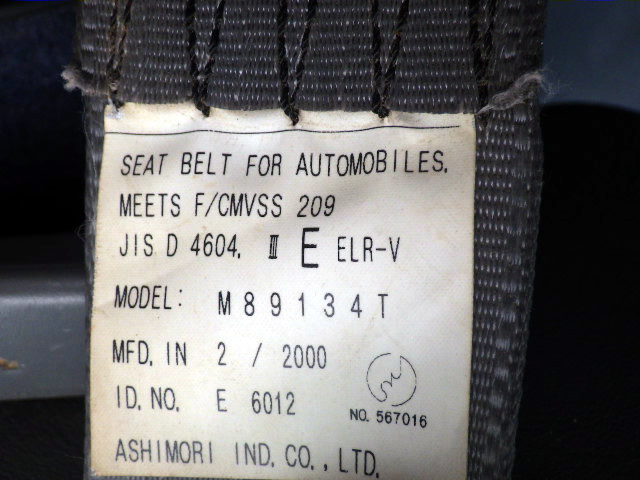 SEAT BELT FOR AUTOMOBILES.
MEETS F/CMVSS 209
JIS D 4604. Ⅲ E ELR-V
MODEL: M89134T
MFD. IN 2 / 2000
ID. NO. E 6012
NO. 567016
ASHIMORI IND. CO., LTD.